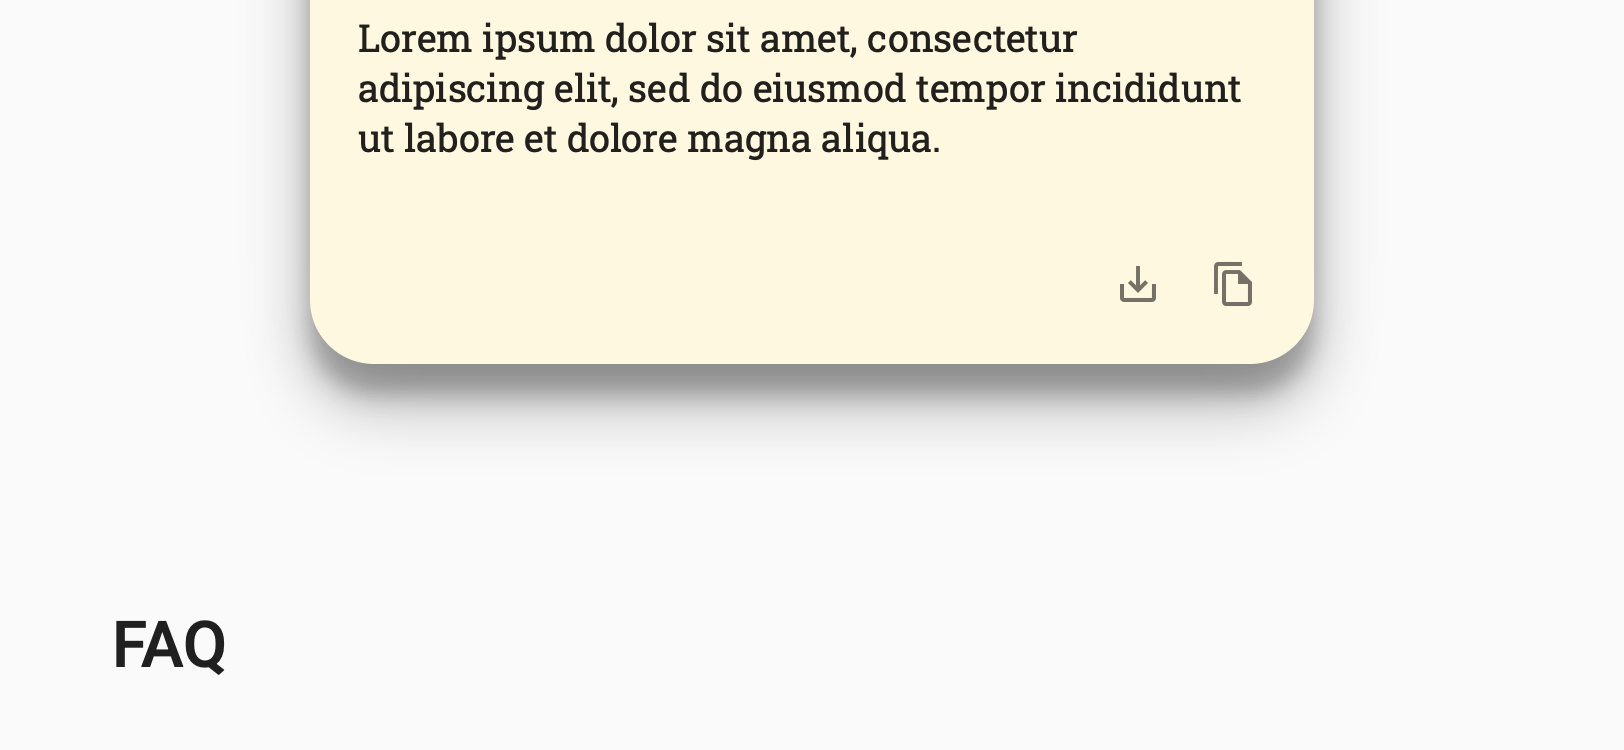 Lorem ipsum dolor sit amet, consectetur
adipiscing elit, sed do eiusmod tempor incididunt
ut labore et dolore magna aliqua.
FAQ